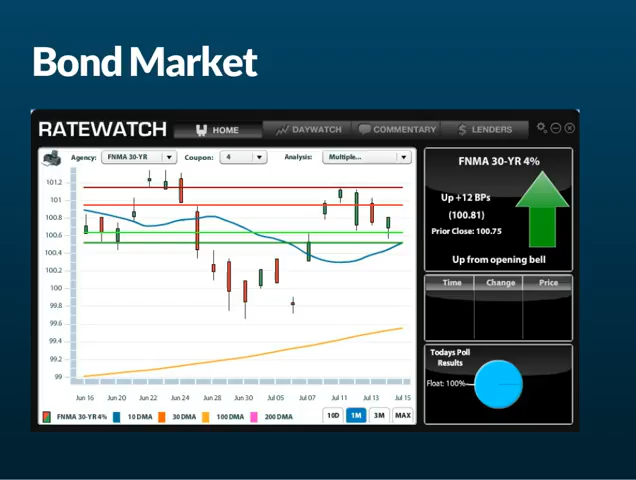 Bond Market
RATEWATCH HOME DAYWATCH COMMENTARY $ LENDERS
Agency: FNMA 30-YR Coupon: 4 Analysis: Multiple...
101.2
101
100.8
100.6
100.4
100.2
100
99.8
99.6
99.4
99.2
99
Jun 16 Jun 20 Jun 22 Jun 24 Jun 28 Jun 30 Jul 05 Jul 07 Jul 11 Jul 13 Jul 15
FNMA 30-YR 4% 10 DMA 30 DMA 100 DMA 200 DMA 10D 1M 3M MAX
FNMA 30-YR 4%
Up +12 BPs
(100.81)
Prior Close: 100.75
Up from opening bell
Time Change Price
Todays Poll
Results
Float: 100%